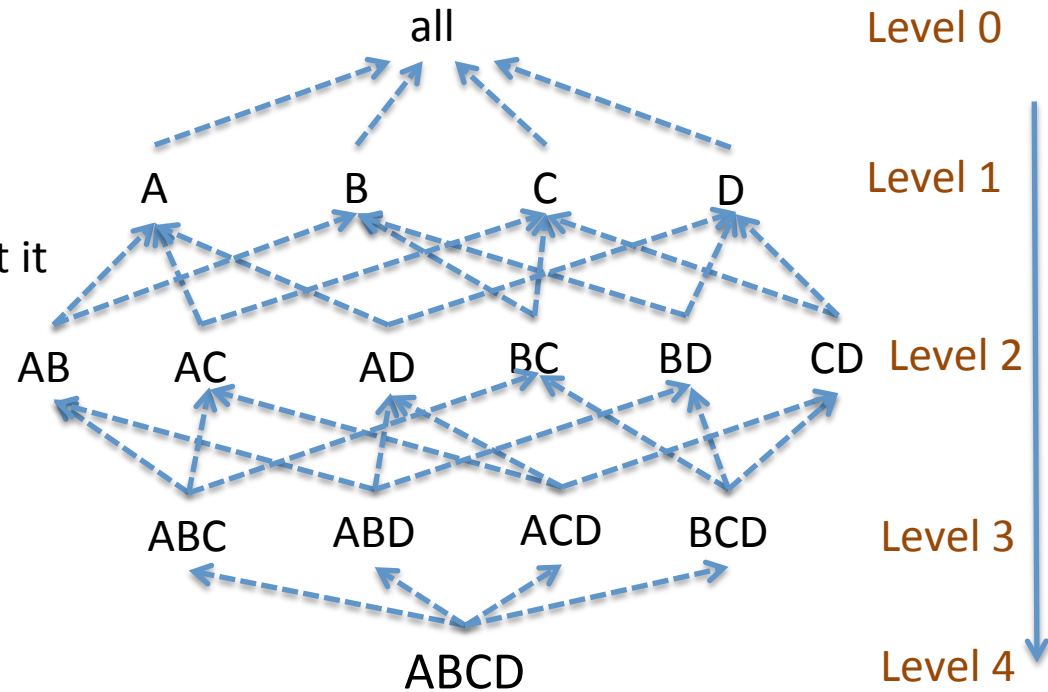 all Level 0
A B C D Level 1
t it
AB AC AD BC BD CD Level 2
ABC ABD ACD BCD Level 3
ABCD Level 4